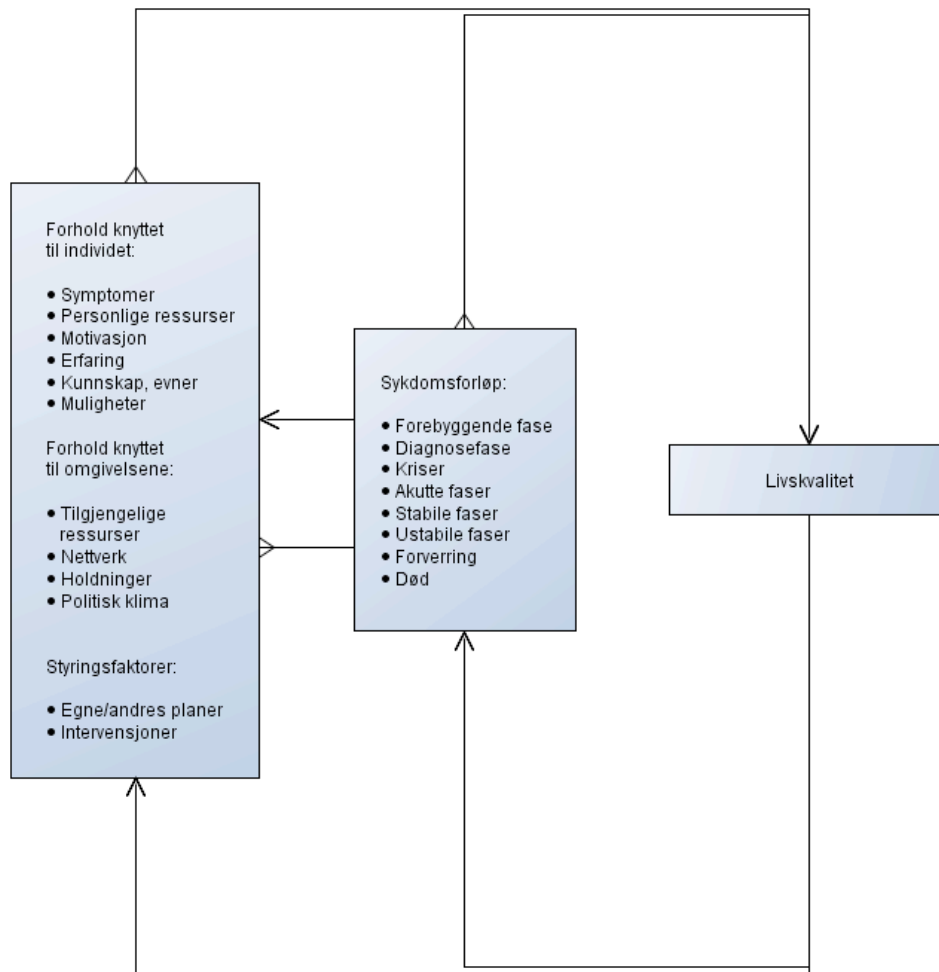 Forhold knyttet
til individet:
● Symptomer
● Personlige ressurser
● Motivasjon
● Erfaring
● Kunnskap, evner
● Muligheter
Forhold knyttet
til omgivelsene:
● Tilgjengelige
ressurser
● Nettverk
● Holdninger
● Politisk klima
Styringsfaktorer:
● Egne/andres planer
● Intervensjoner
Sykdomsforløp:
● Forebyggende fase
● Diagnosefase
● Kriser
● Akutte faser
● Stabile faser
● Ustabile faser
● Forverring
● Død
Livskvalitet